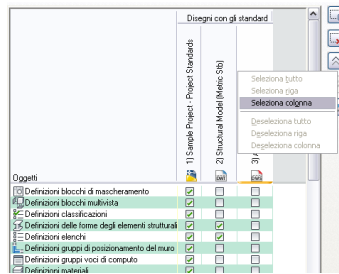 Disegni con gli standard
1) Sample Project - Project Standards
2) Structural Model (Metric Stb)
Seleziona tutto
Seleziona riga
Seleziona colonna
Deseleziona tutto
Deseleziona riga
Deseleziona colonna
Oggetti
Definizioni blocchi di mascheramento
Definizioni blocchi multivista
Definizioni classificazioni
Definizioni delle forme degli elementi strutturali
Definizioni elenchi
Definizioni gruppi di posizionamento del muro
Definizioni gruppi voci di computo
Definizioni materiali